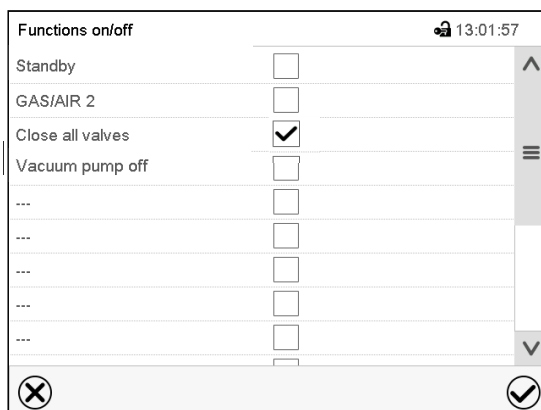 Functions on/off 13:01:57
Standby
GAS/AIR 2
Close all valves
Vacuum pump off
---
---
---
---
---